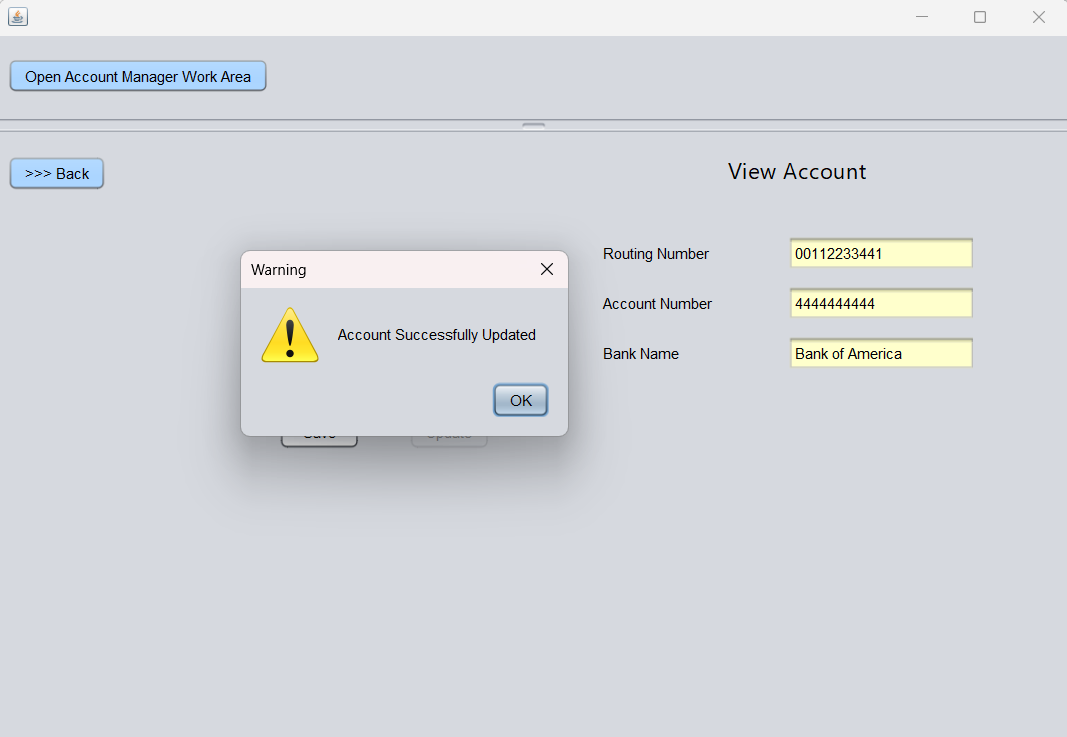 Open Account Manager Work Area
>>> Back
View Account
Warning
Account Successfully Updated
OK
Routing Number
00112233441
Account Number
4444444444
Bank Name
Bank of America
Save
Update